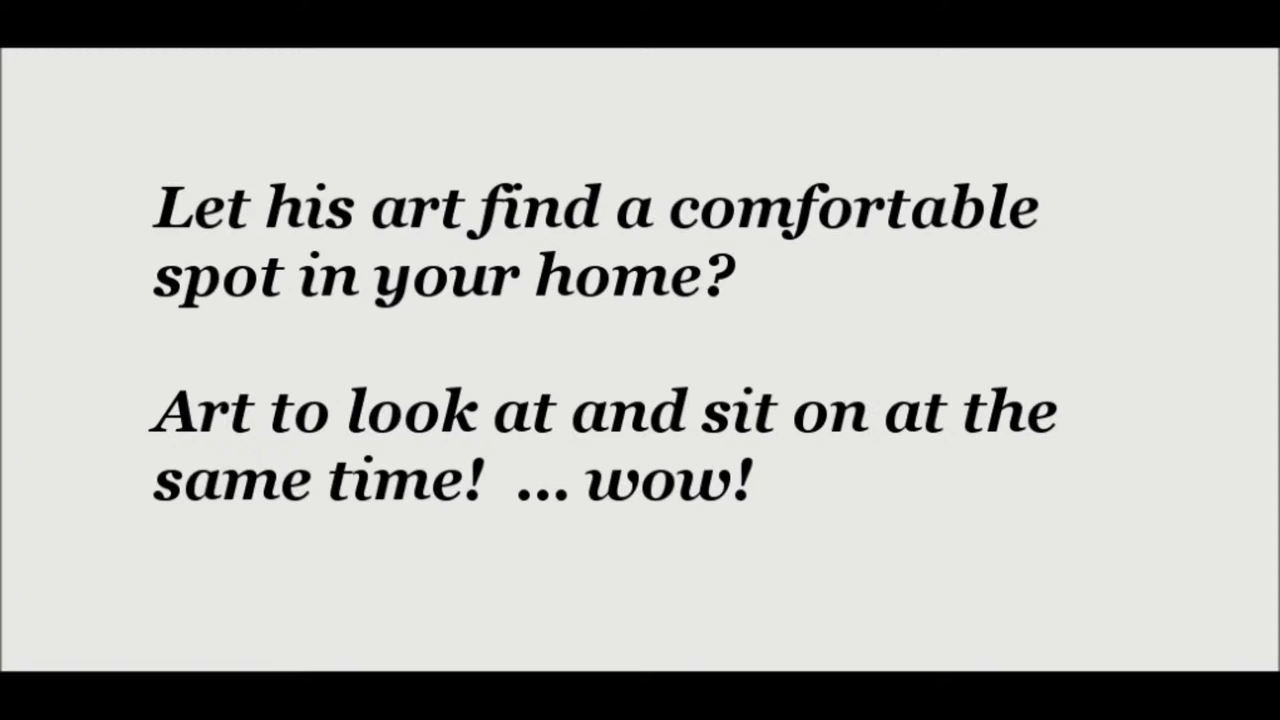 Let his art find a comfortable
spot in your home?
Art to look at and sit on at the
same time!  ... wow!